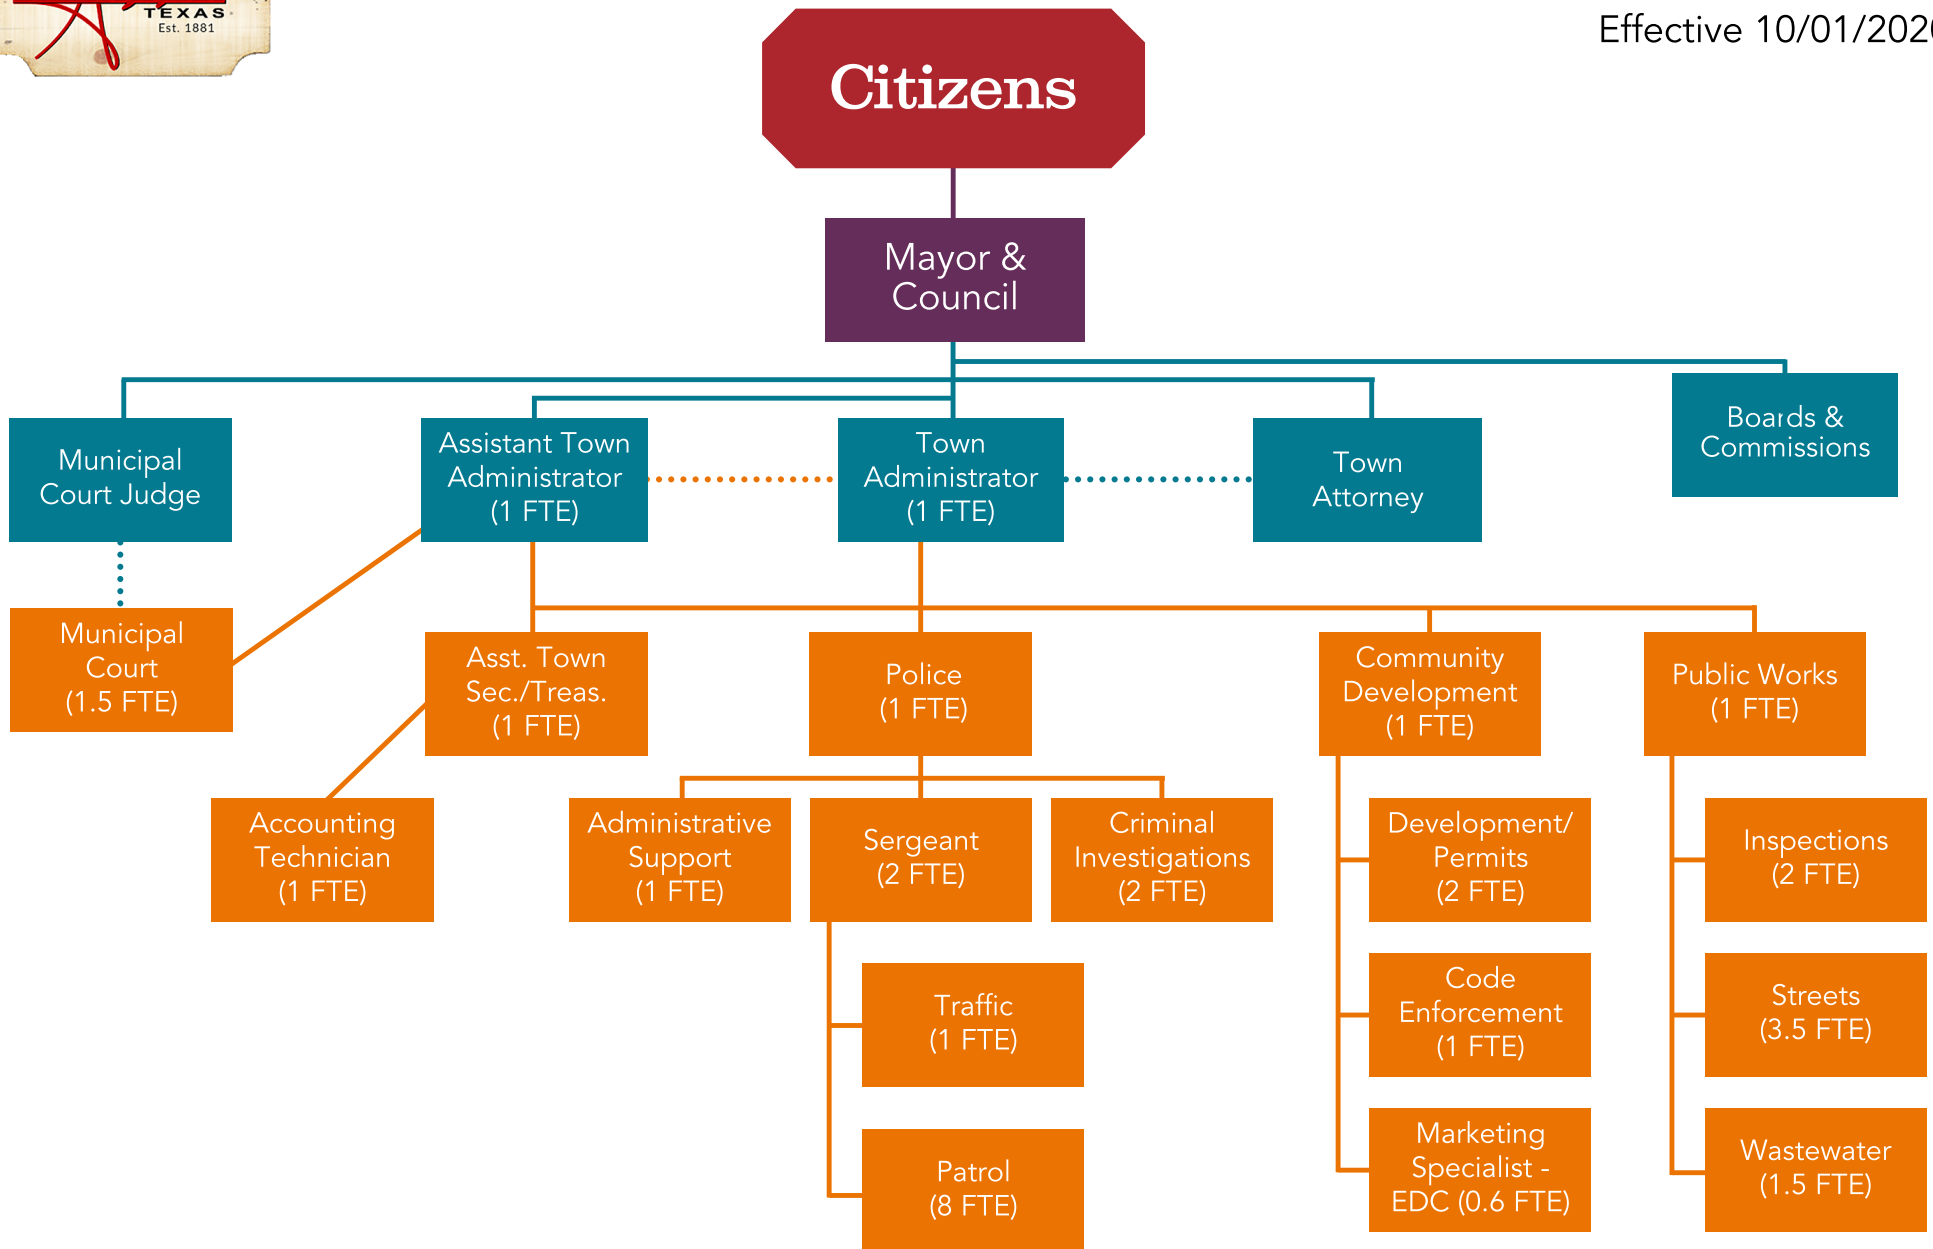 TEXAS
Est. 1881
Effective 10/01/2020
Citizens
Mayor &
Council
Municipal
Court Judge
Assistant Town
Administrator
(1 FTE)
Town
Administrator
(1 FTE)
Town
Attorney
Boards &
Commissions
Municipal
Court
(1.5 FTE)
Asst. Town
Sec./Treas.
(1 FTE)
Police
(1 FTE)
Community
Development
(1 FTE)
Public Works
(1 FTE)
Accounting
Technician
(1 FTE)
Administrative
Support
(1 FTE)
Sergeant
(2 FTE)
Criminal
Investigations
(2 FTE)
Development/
Permits
(2 FTE)
Inspections
(2 FTE)
Traffic
(1 FTE)
Code
Enforcement
(1 FTE)
Streets
(3.5 FTE)
Patrol
(8 FTE)
Marketing
Specialist -
EDC (0.6 FTE)
Wastewater
(1.5 FTE)